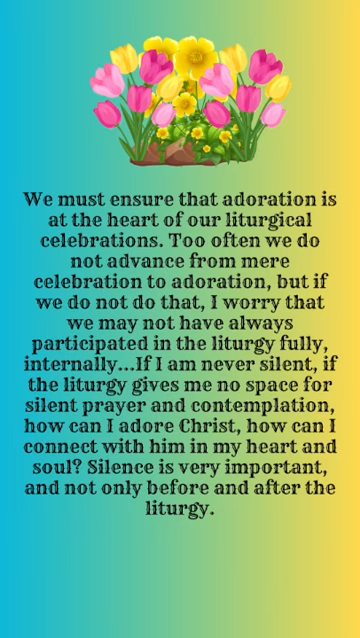 We must ensure that adoration is
at the heart of our liturgical
celebrations. Too often we do
not advance from mere
celebration to adoration, but if
we do not do that, I worry that
we may not have always
participated in the liturgy fully,
internally...If I am never silent, if
the liturgy gives me no space for
silent prayer and contemplation,
how can I adore Christ, how can I
connect with him in my heart and
soul? Silence is very important,
and not only before and after the
liturgy.